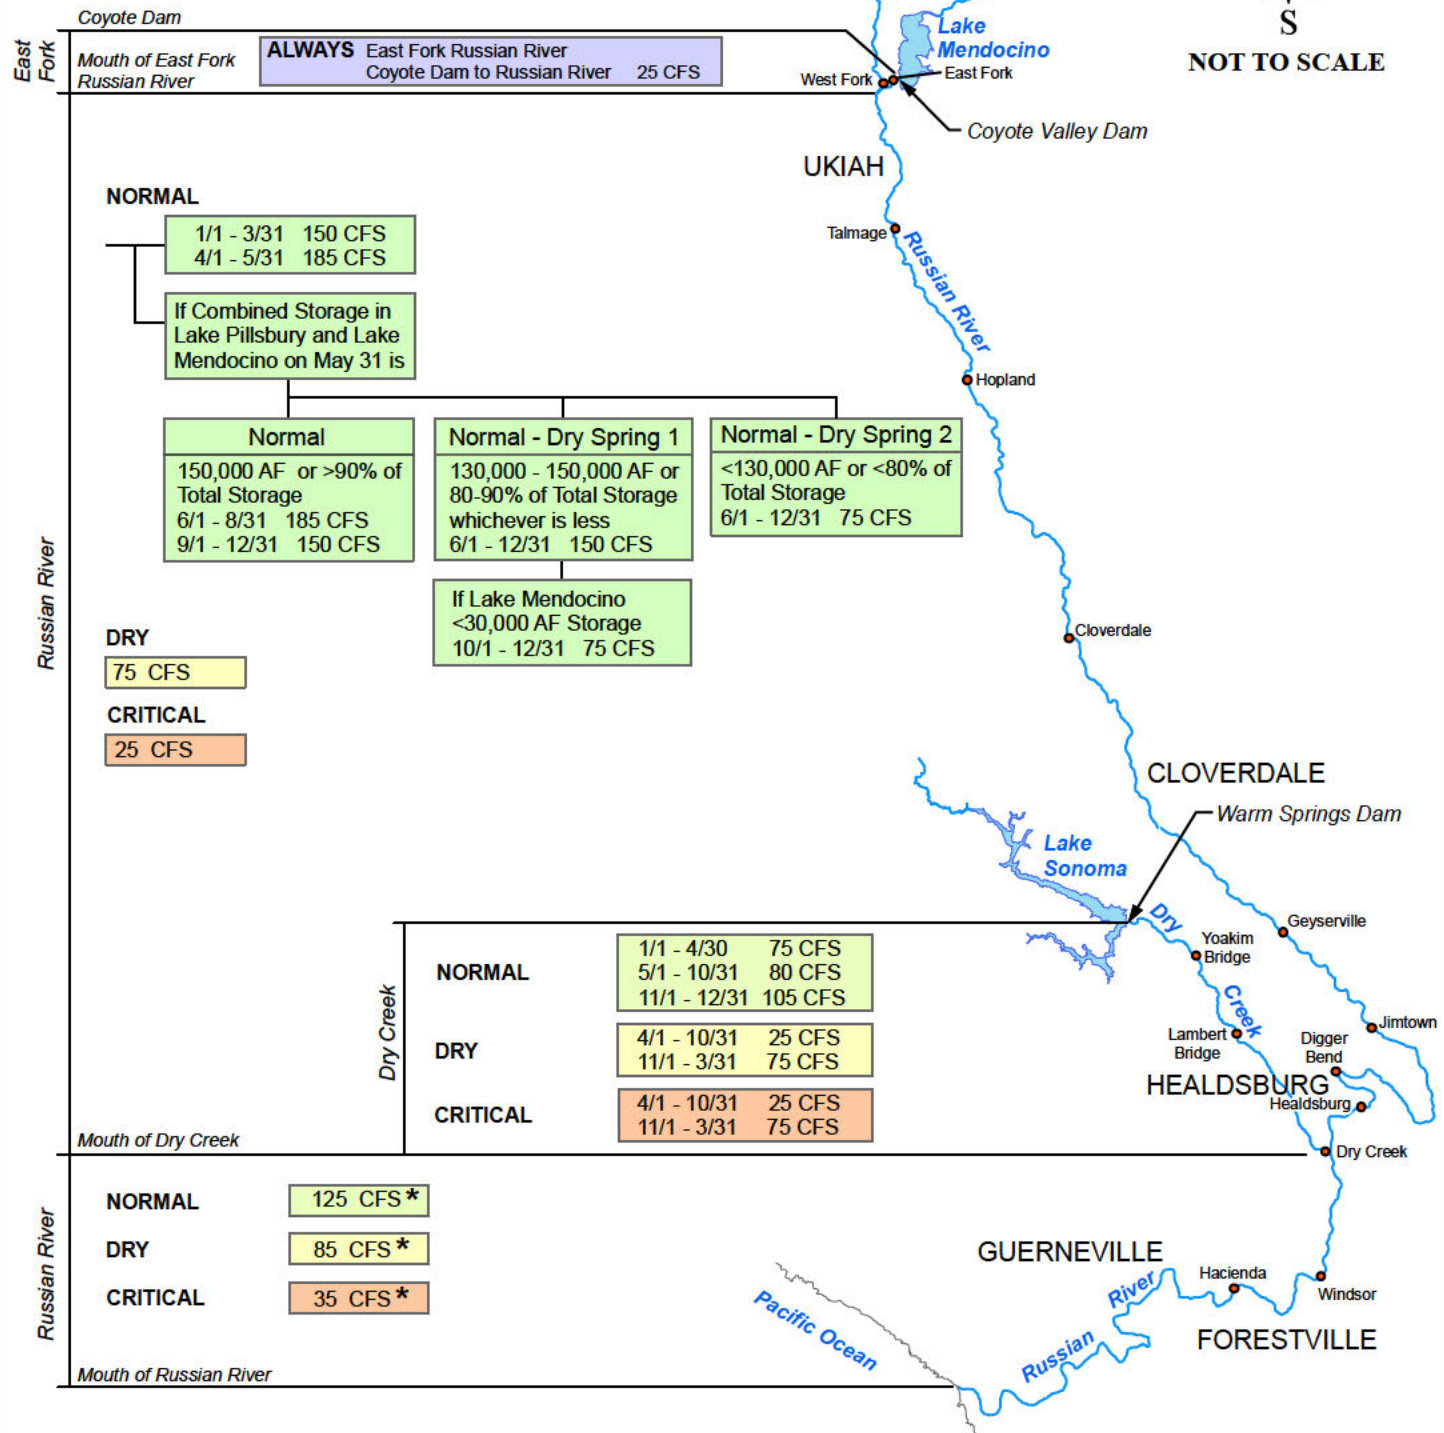 Coyote Dam
East
Fork
Mouth of East Fork
Russian River
ALWAYS East Fork Russian River
Coyote Dam to Russian River 25 CFS
Lake
Mendocino
S
NOT TO SCALE
West Fork
East Fork
Coyote Valley Dam
UKIAH
NORMAL
1/1 - 3/31 150 CFS
4/1 - 5/31 185 CFS
Talmage
Russian River
If Combined Storage in
Lake Pillsbury and Lake
Mendocino on May 31 is
Hopland
Normal
150,000 AF or >90% of
Total Storage
6/1 - 8/31 185 CFS
9/1 - 12/31 150 CFS
Normal - Dry Spring 1
130,000 - 150,000 AF or
80-90% of Total Storage
whichever is less
6/1 - 12/31 150 CFS
Normal - Dry Spring 2
<130,000 AF or <80% of
Total Storage
6/1 - 12/31 75 CFS
If Lake Mendocino
<30,000 AF Storage
10/1 - 12/31 75 CFS
Russian River
DRY
75 CFS
CRITICAL
25 CFS
Cloverdale
CLOVERDALE
Warm Springs Dam
Lake
Sonoma
Dry
Creek
Geyserville
Yoakim
Bridge
Dry Creek
NORMAL
1/1 - 4/30 75 CFS
5/1 - 10/31 80 CFS
11/1 - 12/31 105 CFS
DRY
4/1 - 10/31 25 CFS
11/1 - 3/31 75 CFS
CRITICAL
4/1 - 10/31 25 CFS
11/1 - 3/31 75 CFS
Lambert
Bridge
Jimtown
Digger
Bend
HEALDSBURG
Healdsburg
Mouth of Dry Creek
Dry Creek
Russian River
NORMAL
125 CFS*
DRY
85 CFS*
CRITICAL
35 CFS*
GUERNEVILLE
Hacienda
Windsor
FORESTVILLE
Pacific Ocean
Russian River
Mouth of Russian River